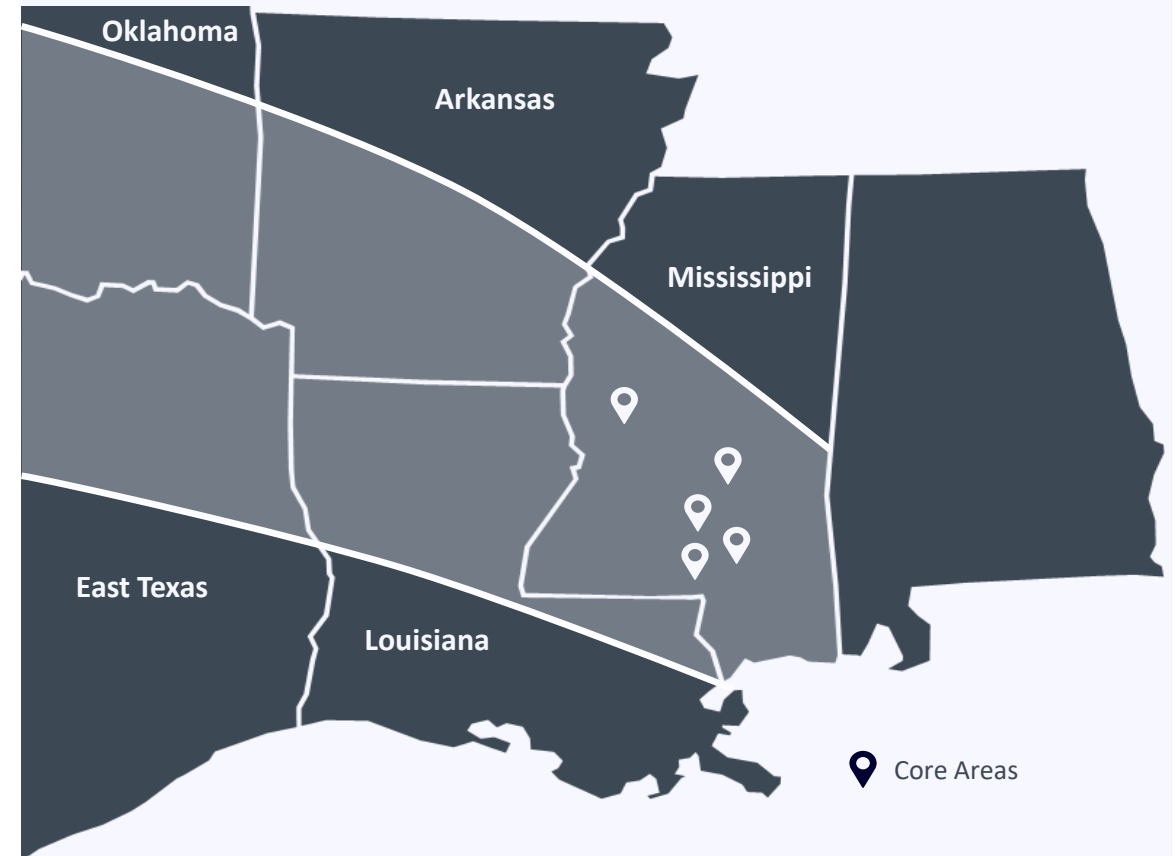 Oklahoma
Arkansas
Mississippi
East Texas
Louisiana
Core Areas